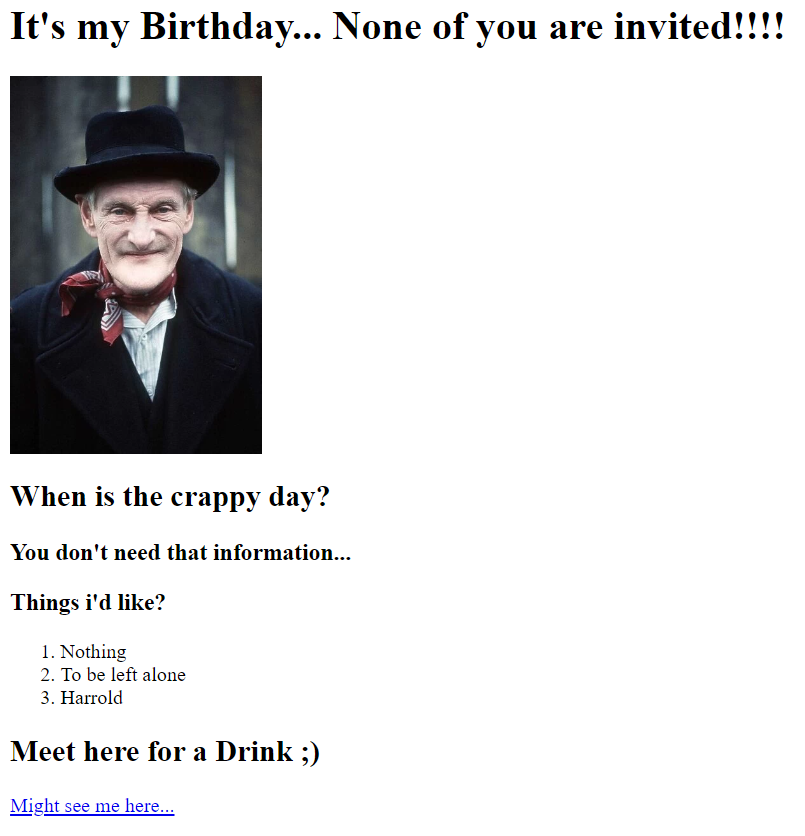 It's my Birthday... None of you are invited!!!!
When is the crappy day?
You don't need that information...
Things i'd like?
1. Nothing
2. To be left alone
3. Harrold
Meet here for a Drink ;)
Might see me here...